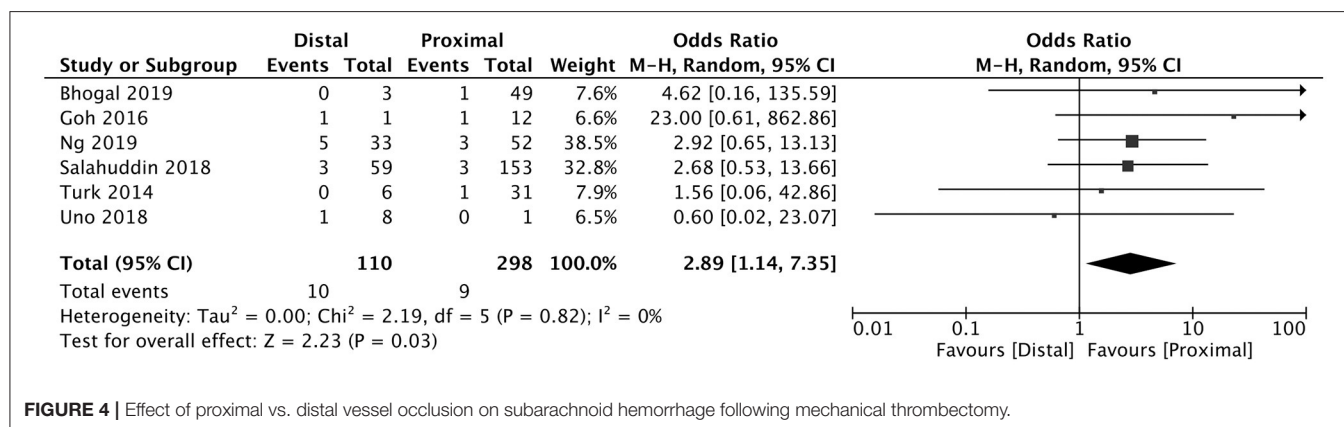 Distal Proximal Odds Ratio Odds Ratio
Study or Subgroup Events Total Events Total Weight M-H, Random, 95% CI M-H, Random, 95% CI
Bhogal 2019 0 3 1 49 7.6% 4.62 [0.16, 135.59]
Goh 2016 1 1 1 12 6.6% 23.00 [0.61, 862.86]
Ng 2019 5 33 3 52 38.5% 2.92 [0.65, 13.13]
Salahuddin 2018 3 59 3 153 32.8% 2.68 [0.53, 13.66]
Turk 2014 0 6 1 31 7.9% 1.56 [0.06, 42.86]
Uno 2018 1 8 0 1 6.5% 0.60 [0.02, 23.07]
Total (95% CI) 110 298 100.0% 2.89 [1.14, 7.35]
Total events 10 9
Heterogeneity: Tau² = 0.00; Chi² = 2.19, df = 5 (P = 0.82); I² = 0%
Test for overall effect: Z = 2.23 (P = 0.03)
0.01 0.1 1 10 100
Favours [Distal] Favours [Proximal]
FIGURE 4 | Effect of proximal vs. distal vessel occlusion on subarachnoid hemorrhage following mechanical thrombectomy.